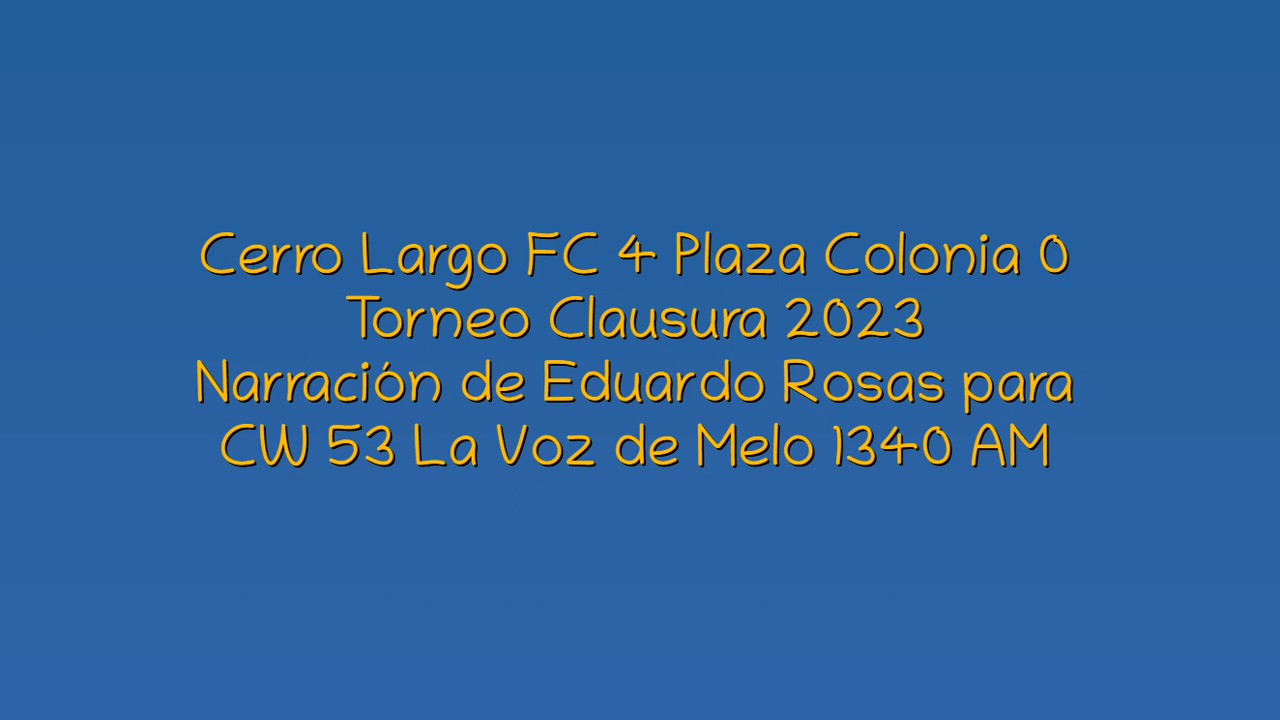 Cerro Largo FC 4 Plaza Colonia 0
Torneo Clausura 2023
Narración de Eduardo Rosas para
CW 53 La Voz de Melo 1340 AM